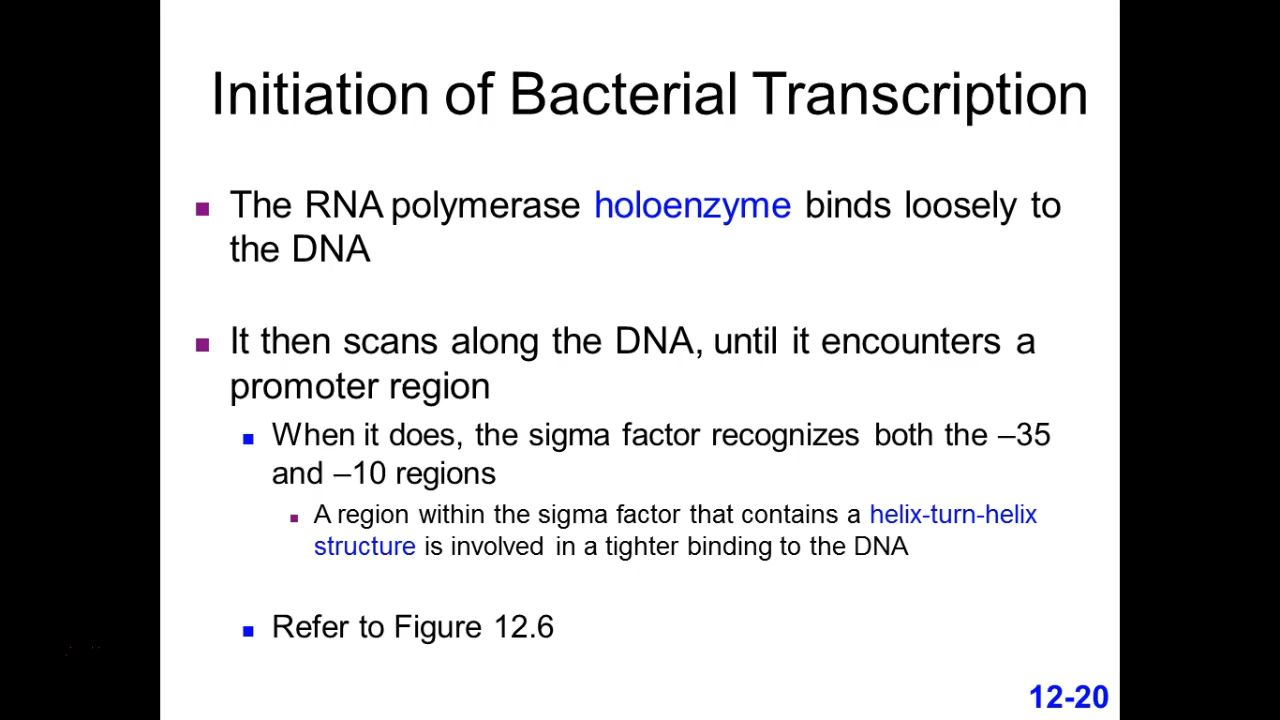 Initiation of Bacterial Transcription
The RNA polymerase holoenzyme binds loosely to
the DNA
It then scans along the DNA, until it encounters a
promoter region
When it does, the sigma factor recognizes both the –35
and –10 regions
A region within the sigma factor that contains a helix-turn-helix
structure is involved in a tighter binding to the DNA
Refer to Figure 12.6
12-20